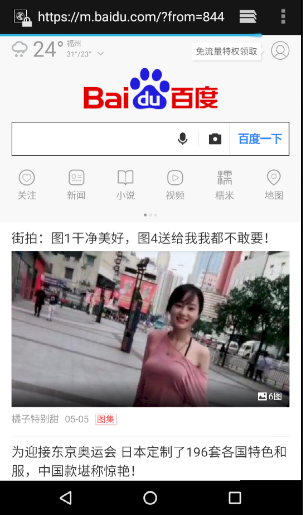 https://m.baidu.com/?from=844
24°
福州
31°/23°
免流量特权领取
Bai du 百度
百度一下
糯
关注
新闻
小说
视频
糯米
地图
街拍：图1干净美好，图4送给我我都不敢要！
6图
橘子特别甜 05-05 图集
为迎接东京奥运会 日本定制了196套各国特色和
服，中国款堪称惊艳！